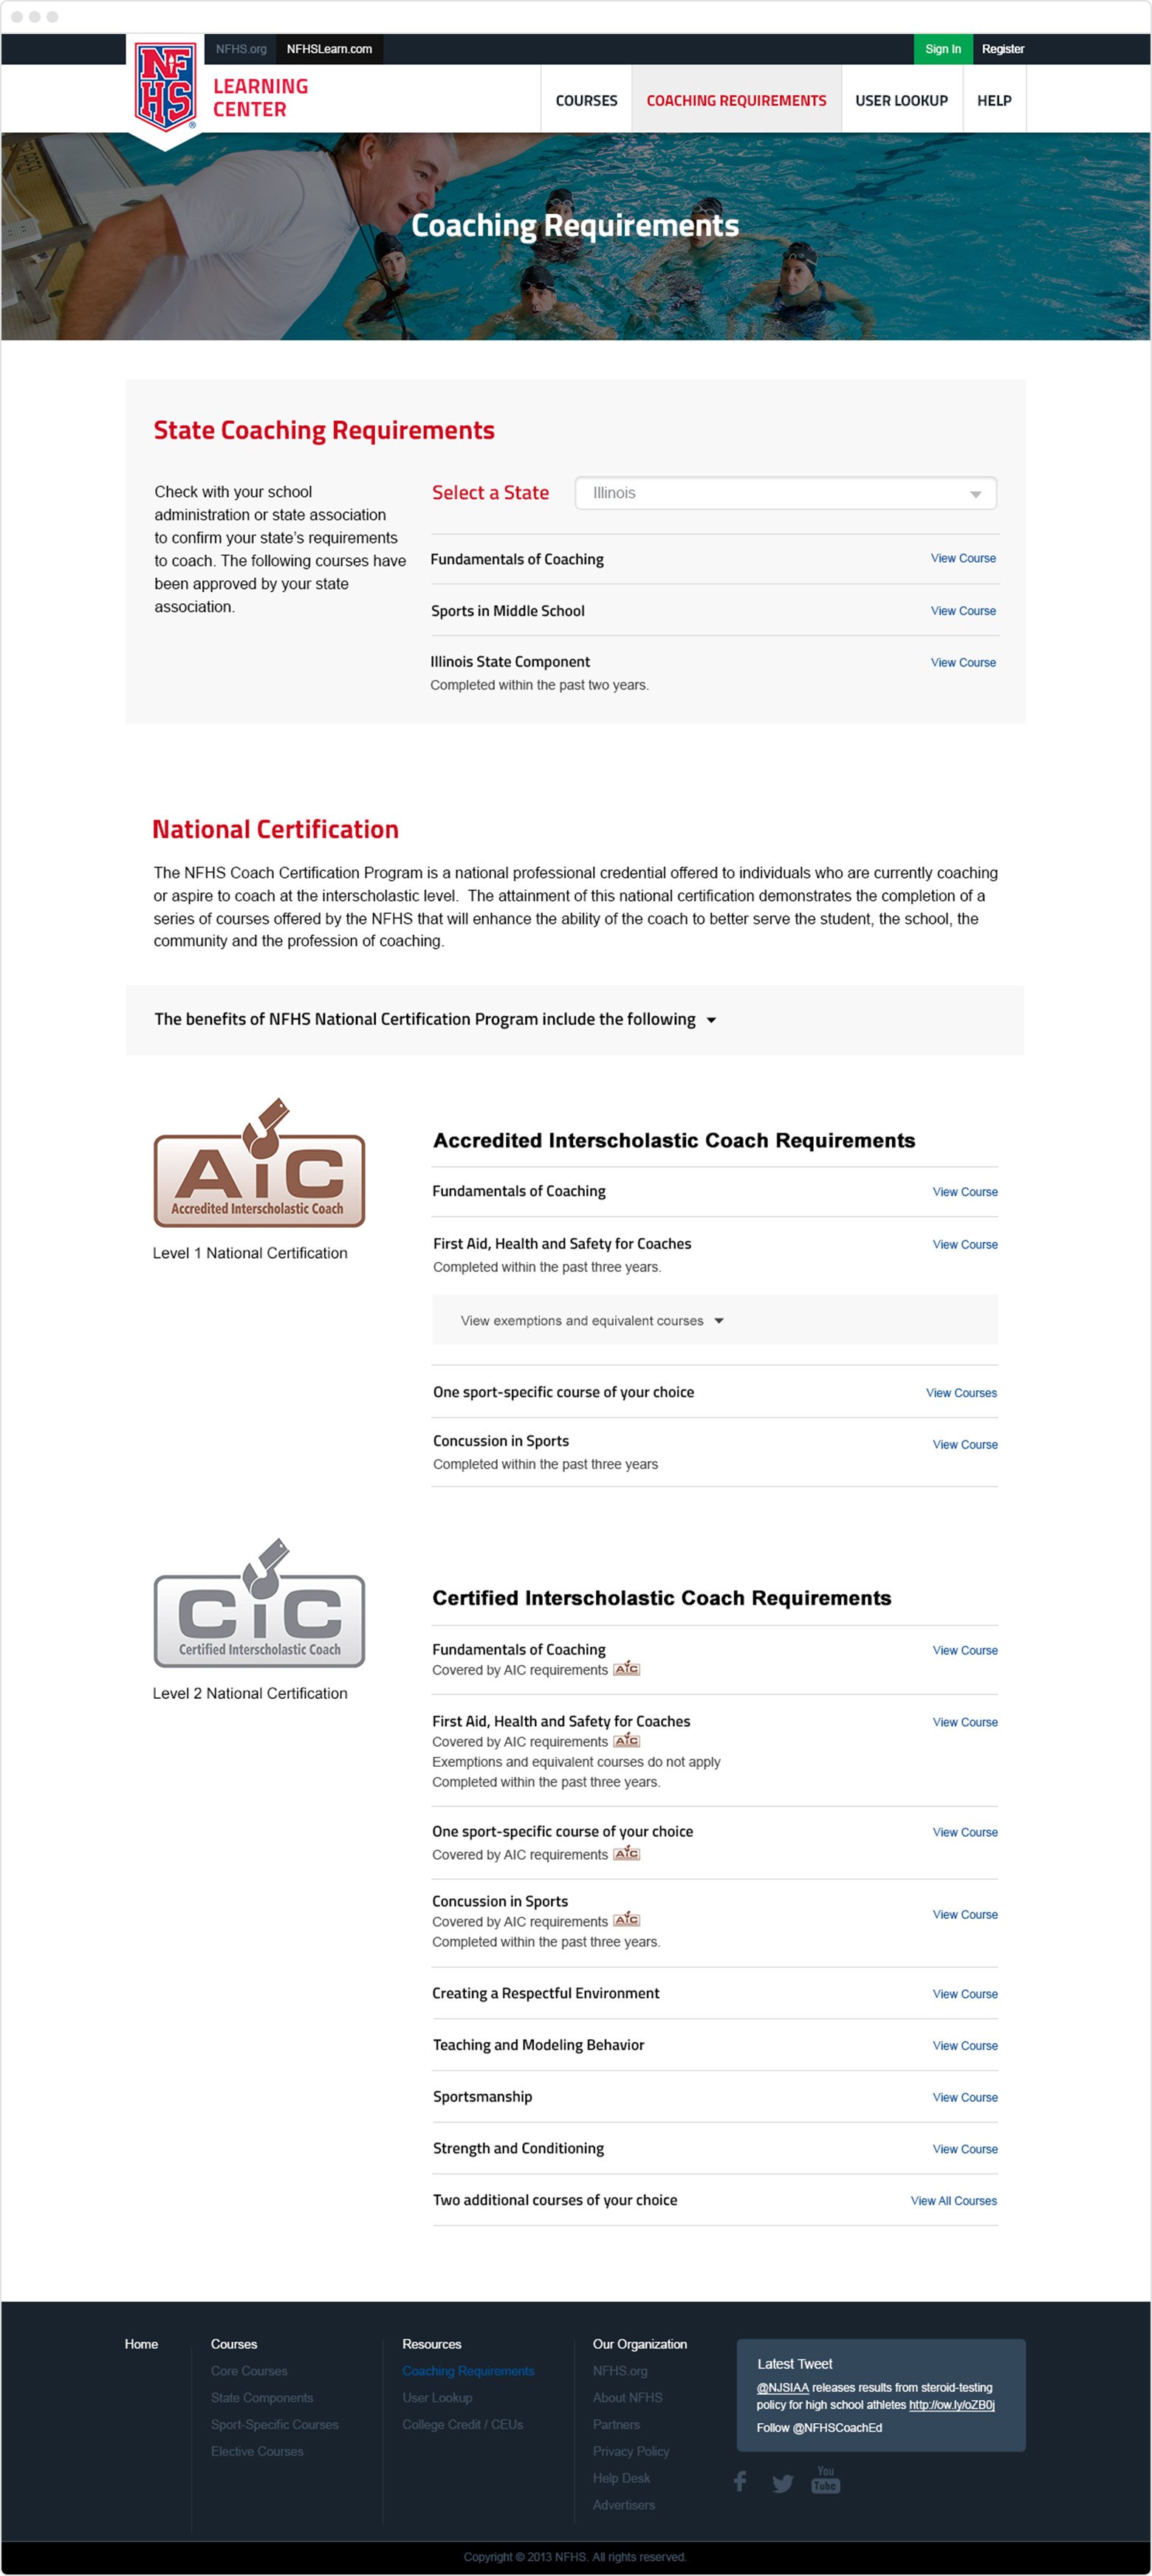 NFHS.org NFHSLearn.com Sign In Register
NFHS®
LEARNING
CENTER
COURSES COACHING REQUIREMENTS USER LOOKUP HELP
Coaching Requirements
State Coaching Requirements
Check with your school
administration or state association
to confirm your state’s requirements
to coach. The following courses have
been approved by your state
association.
Select a State Illinois
Fundamentals of Coaching View Course
Sports in Middle School View Course
Illinois State Component View Course
Completed within the past two years.
National Certification
The NFHS Coach Certification Program is a national professional credential offered to individuals who are currently coaching
or aspire to coach at the interscholastic level. The attainment of this national certification demonstrates the completion of a
series of courses offered by the NFHS that will enhance the ability of the coach to better serve the student, the school, the
community and the profession of coaching.
The benefits of NFHS National Certification Program include the following
AiC
Accredited Interscholastic Coach
Level 1 National Certification
Accredited Interscholastic Coach Requirements
Fundamentals of Coaching View Course
First Aid, Health and Safety for Coaches View Course
Completed within the past three years.
View exemptions and equivalent courses
One sport-specific course of your choice View Courses
Concussion in Sports View Course
Completed within the past three years
CiC
Certified Interscholastic Coach
Level 2 National Certification
Certified Interscholastic Coach Requirements
Fundamentals of Coaching View Course
Covered by AIC requirements AiC
First Aid, Health and Safety for Coaches View Course
Covered by AIC requirements AiC
Exemptions and equivalent courses do not apply
Completed within the past three years.
One sport-specific course of your choice View Course
Covered by AIC requirements AiC
Concussion in Sports View Course
Covered by AIC requirements AiC
Completed within the past three years.
Creating a Respectful Environment View Course
Teaching and Modeling Behavior View Course
Sportsmanship View Course
Strength and Conditioning View Course
Two additional courses of your choice View All Courses
Home
Courses
Core Courses
State Components
Sport-Specific Courses
Elective Courses
Resources
Coaching Requirements
User Lookup
College Credit / CEUs
Our Organization
NFHS.org
About NFHS
Partners
Privacy Policy
Help Desk
Advertisers
Latest Tweet
@NJSIAA releases results from steroid-testing
policy for high school athletes http://ow.ly/oZB0j
Follow @NFHSCoachEd
You
Tube
Copyright © 2013 NFHS. All rights reserved.